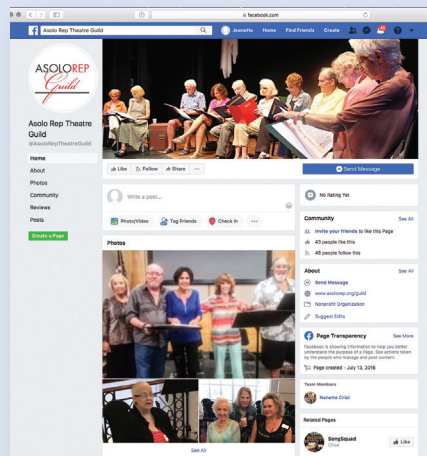 facebook.com
Asolo Rep Theatre Guild
Jeanette Home Find Friends Create
ASOLOREP
Guild
Asolo Rep Theatre
Guild
@AsoloRepTheatreGuild
Home
About
Photos
Community
Reviews
Posts
Create a Page
Like Follow Share ...
Send Message
Write a post...
Photo/Video Tag Friends Check in ...
Photos
See All
No Rating Yet
Community See All
Invite your friends to like this Page
43 people like this
48 people follow this
About See All
Send Message
www.asolorep.org/guild
Nonprofit Organization
Suggest Edits
Page Transparency See More
Facebook is showing information to help you better
understand the purpose of a Page. See actions taken
by the people who manage and post content.
Page created - July 13, 2016
Team Members
Nanette Crist
Related Pages
SongSquad
Choir
Like